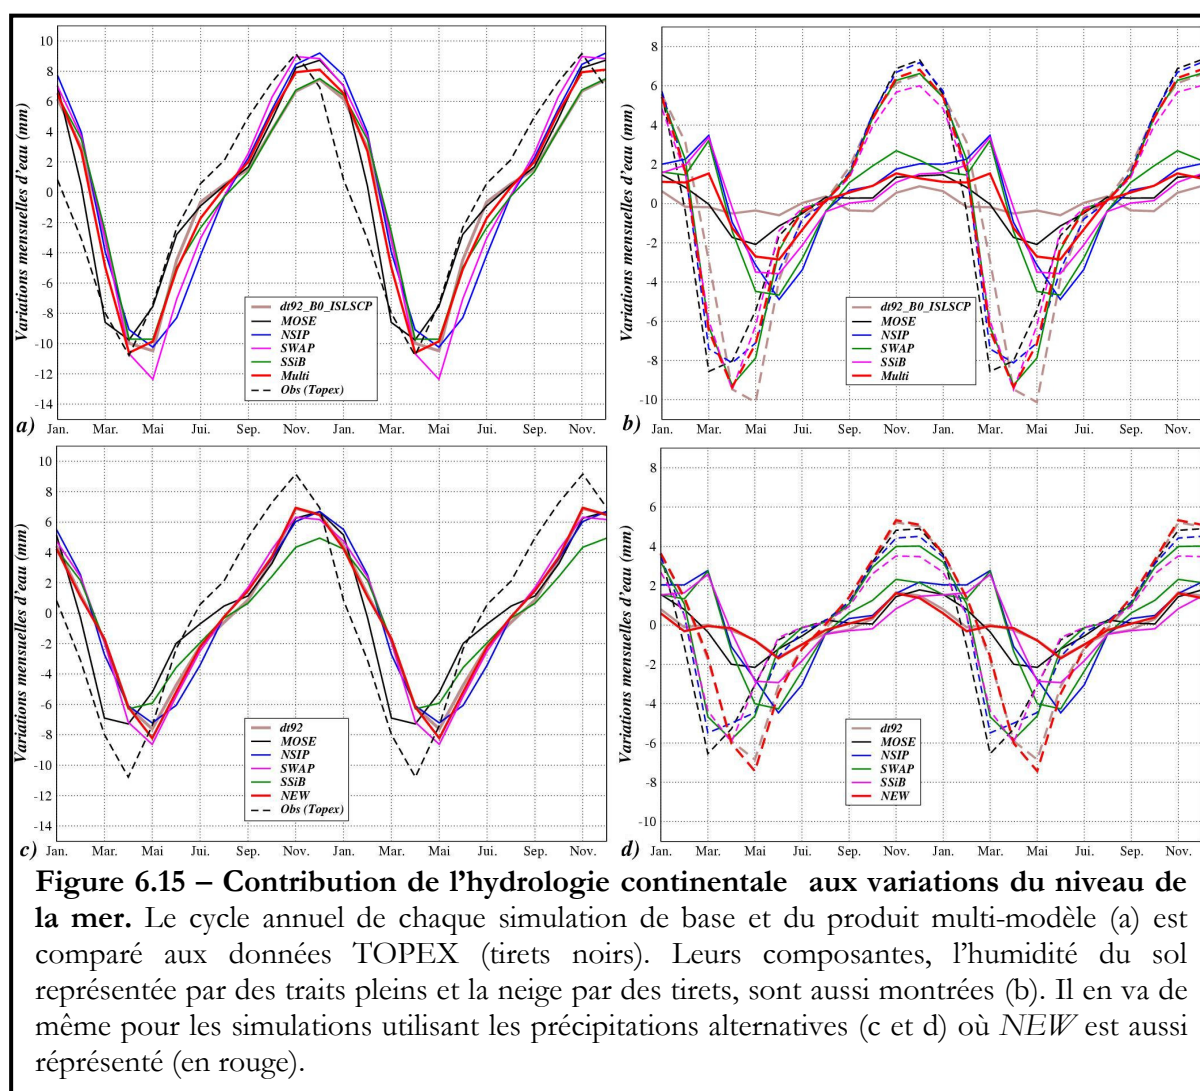 Variations mensuelles d'eau (mm)
10
8
6
4
2
0
-2
-4
-6
-8
-10
-12
-14
dt92_B0_ISLSCP
MOSE
NSIP
SWAP
SSiB
Multi
Obs (Topex)
a)
Jan. Mar. Mai Jui. Sep. Nov. Jan. Mar. Mai Jui. Sep. Nov.
Variations mensuelles d'eau (mm)
8
6
4
2
0
-2
-4
-6
-8
-10
dt92_B0_ISLSCP
MOSE
NSIP
SWAP
SSiB
Multi
b)
Jan. Mar. Mai Jui. Sep. Nov. Jan. Mar. Mai Jui. Sep. Nov.
Variations mensuelles d'eau (mm)
10
8
6
4
2
0
-2
-4
-6
-8
-10
-12
-14
dt92
MOSE
NSIP
SWAP
SSiB
NEW
Obs (Topex)
c)
Jan. Mar. Mai Jui. Sep. Nov. Jan. Mar. Mai Jui. Sep. Nov.
Variations mensuelles d'eau (mm)
8
6
4
2
0
-2
-4
-6
-8
-10
dt92
MOSE
NSIP
SWAP
SSiB
NEW
d)
Jan. Mar. Mai Jui. Sep. Nov. Jan. Mar. Mai Jui. Sep. Nov.
Figure 6.15 – Contribution de l'hydrologie continentale aux variations du niveau de
la mer. Le cycle annuel de chaque simulation de base et du produit multi-modèle (a) est
comparé aux données TOPEX (tirets noirs). Leurs composantes, l'humidité du sol
représentée par des traits pleins et la neige par des tirets, sont aussi montrées (b). Il en va de
même pour les simulations utilisant les précipitations alternatives (c et d) où NEW est aussi
réprésenté (en rouge).